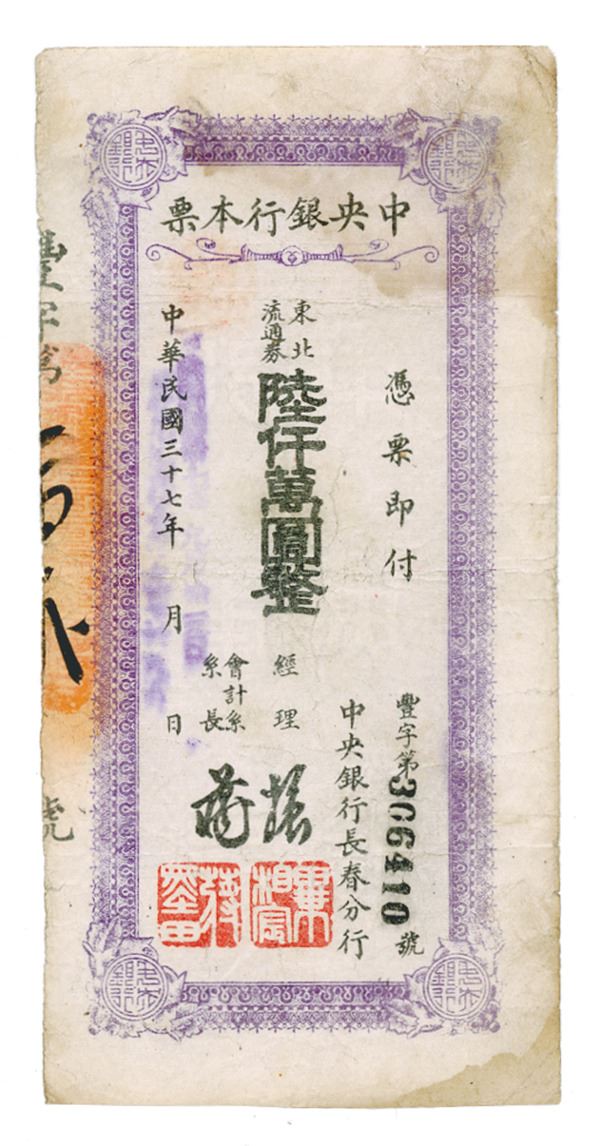 中央銀行本票
憑票即付
豐字第306410號
中央銀行長春分行
東北
流通券
陸仟萬圓整
經理
會計系
系長
中華民國三十七年 月 日